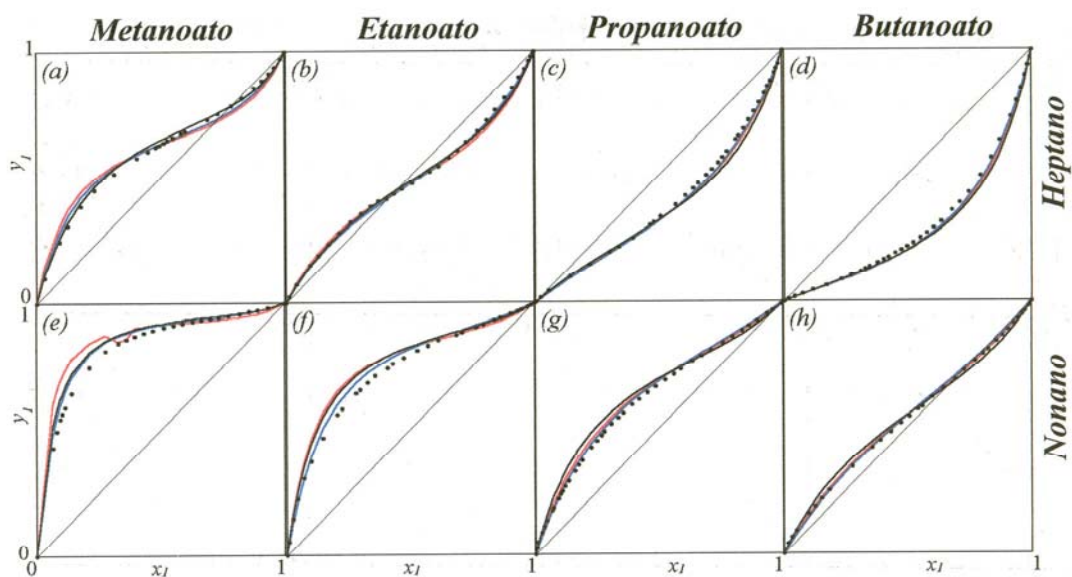 Metanoato Etanoato Propanoato Butanoato
1
(a) (b) (c) (d)
y1
Heptano
0
1
(e) (f) (g) (h)
y1
Nonano
0
0 x1 1 x1 1 x1 1 x1 1